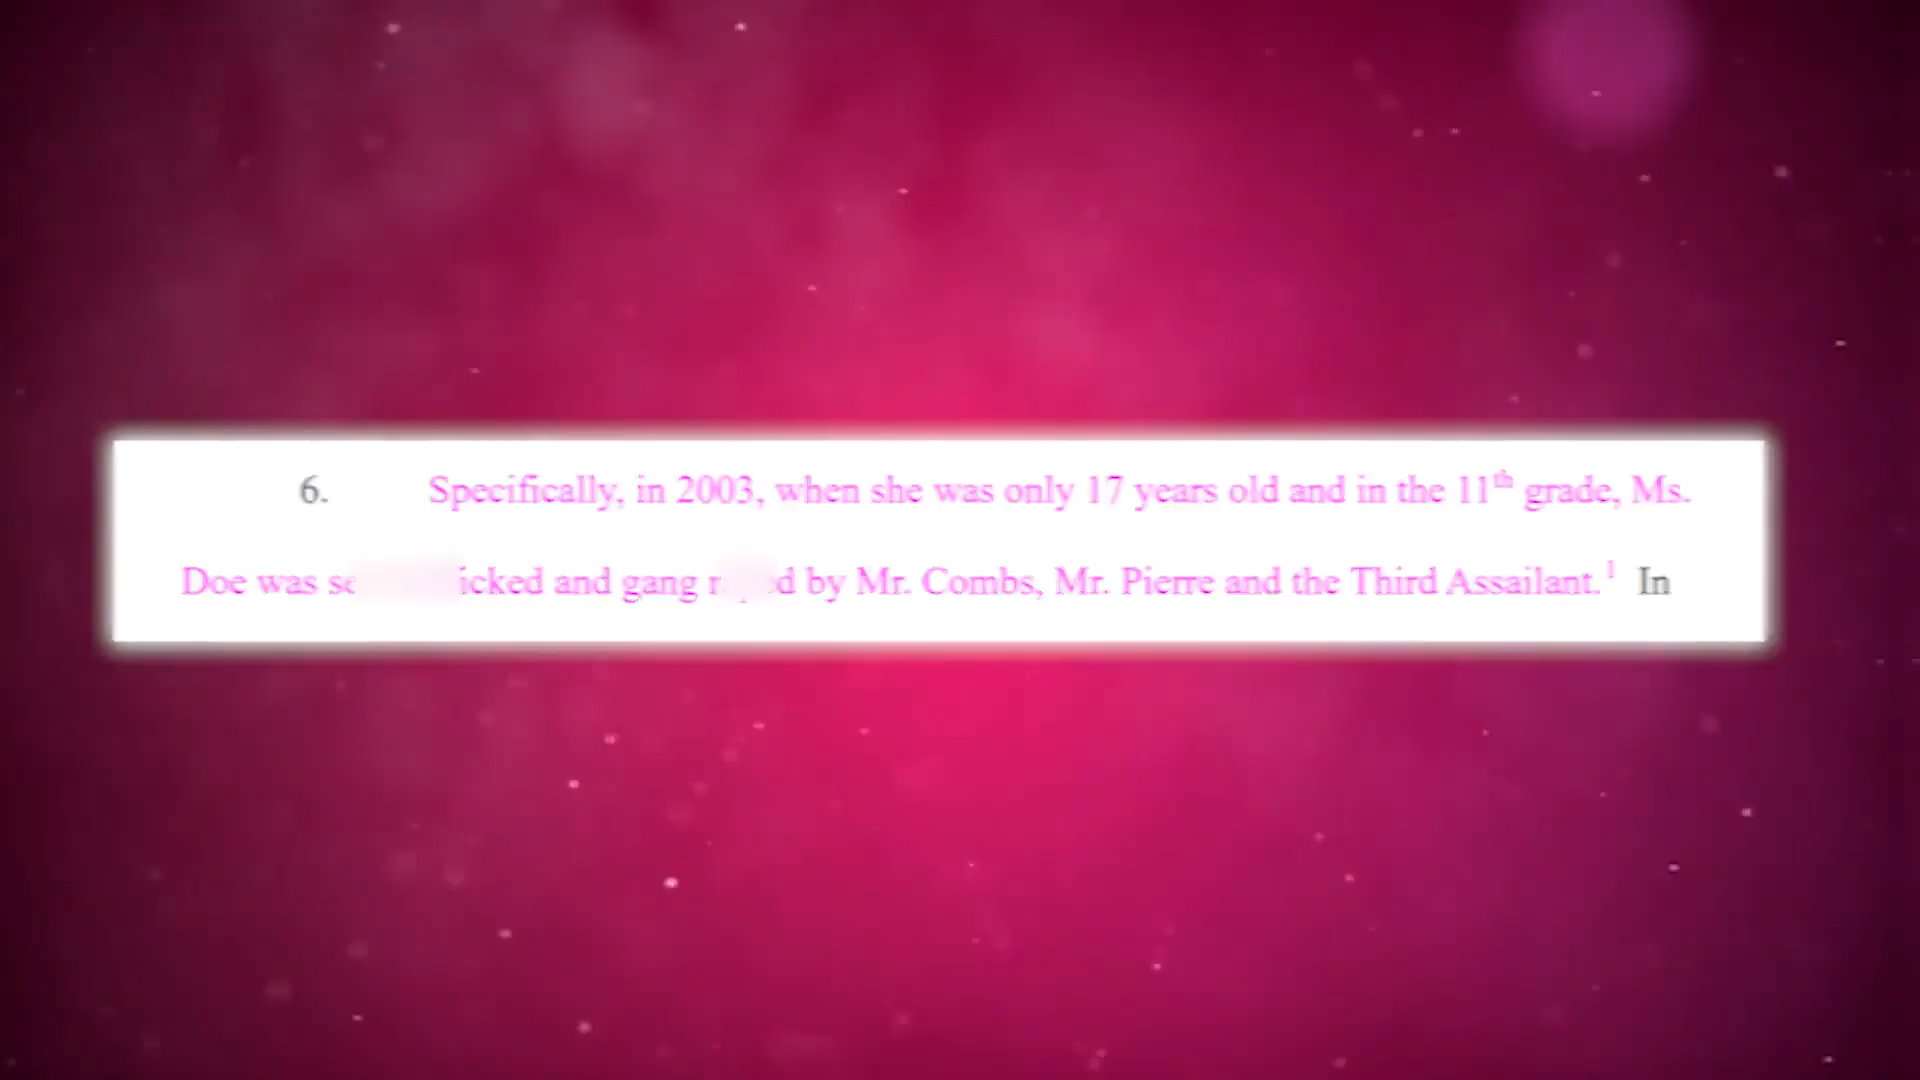 6. Specifically, in 2003, when she was only 17 years old and in the 11th grade, Ms.
Doe was and gang by Mr. Combs, Mr. Pierre and the Third Assailant.1 In